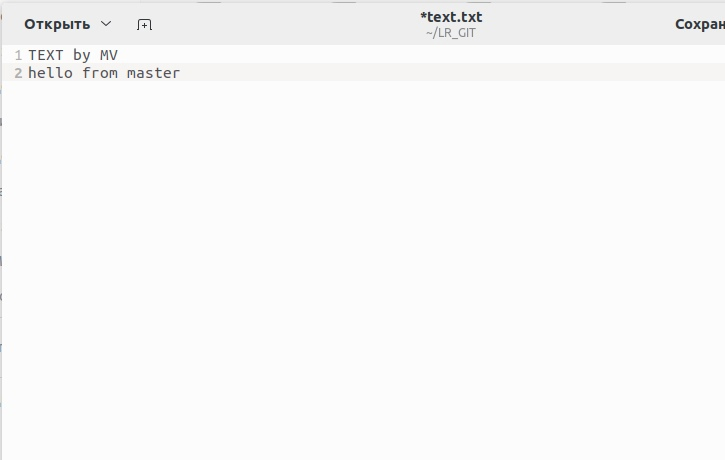 Открыть
*text.txt
~/LR_GIT
Сохран
1 TEXT by MV
2 hello from master